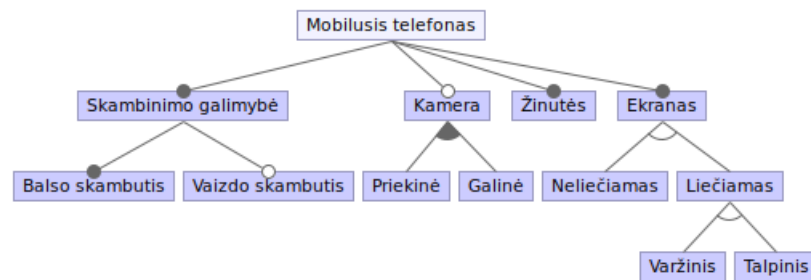 Mobilusis telefonas
Skambinimo galimybė
Kamera
Žinutės
Ekranas
Balso skambutis
Vaizdo skambutis
Priekinė
Galinė
Neliečiamas
Liečiamas
Varžinis
Talpinis